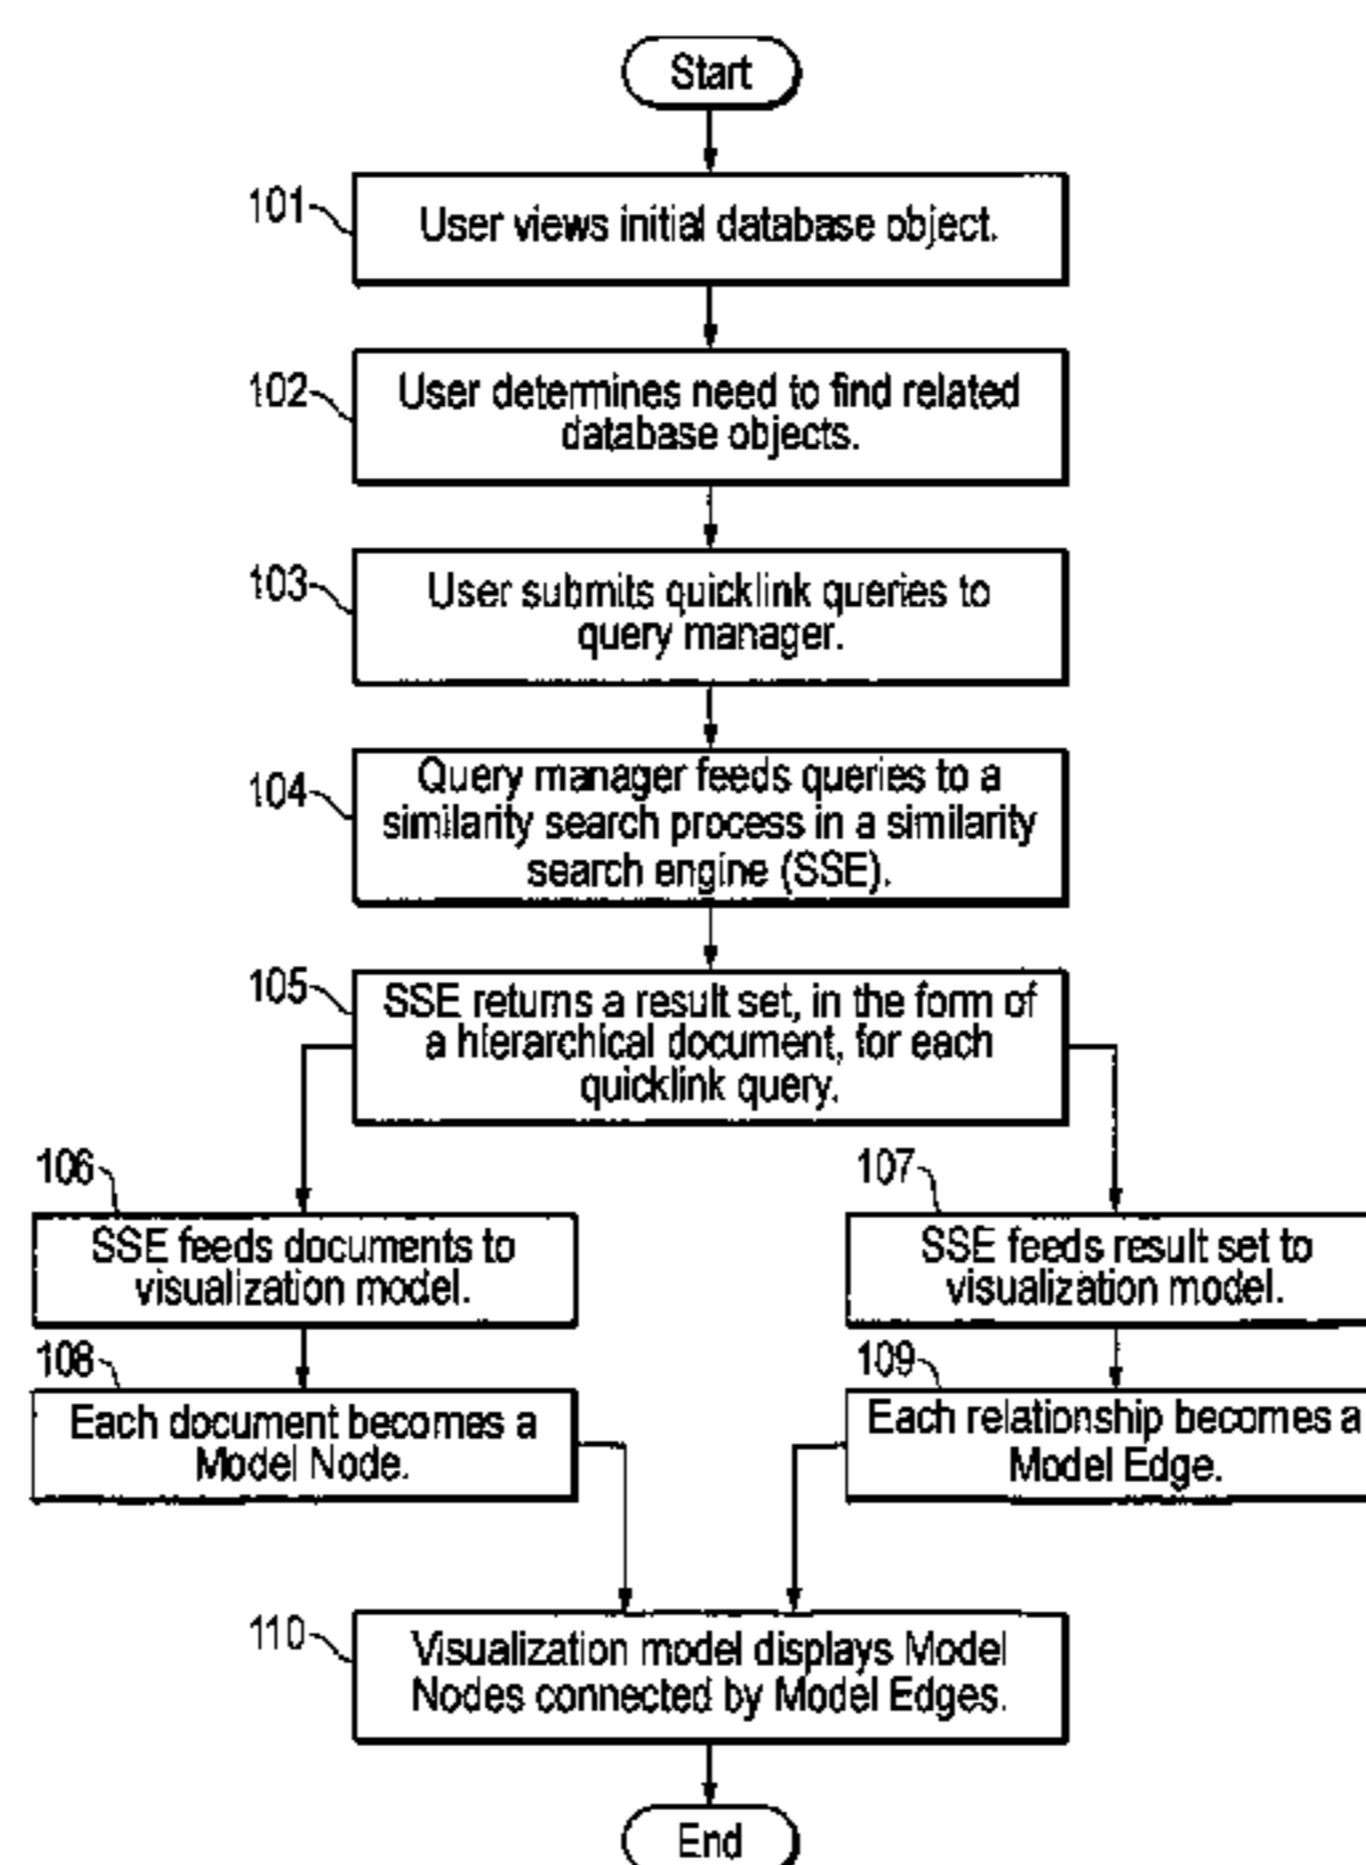 Start
101
User views initial database object.
102
User determines need to find related
database objects.
103
User submits quicklink queries to
query manager.
104
Query manager feeds queries to a
similarity search process in a similarity
search engine (SSE).
105
SSE returns a result set, in the form of
a hierarchical document, for each
quicklink query.
106
SSE feeds documents to
visualization model.
107
SSE feeds result set to
visualization model.
108
Each document becomes a
Model Node.
109
Each relationship becomes a
Model Edge.
110
Visualization model displays Model
Nodes connected by Model Edges.
End